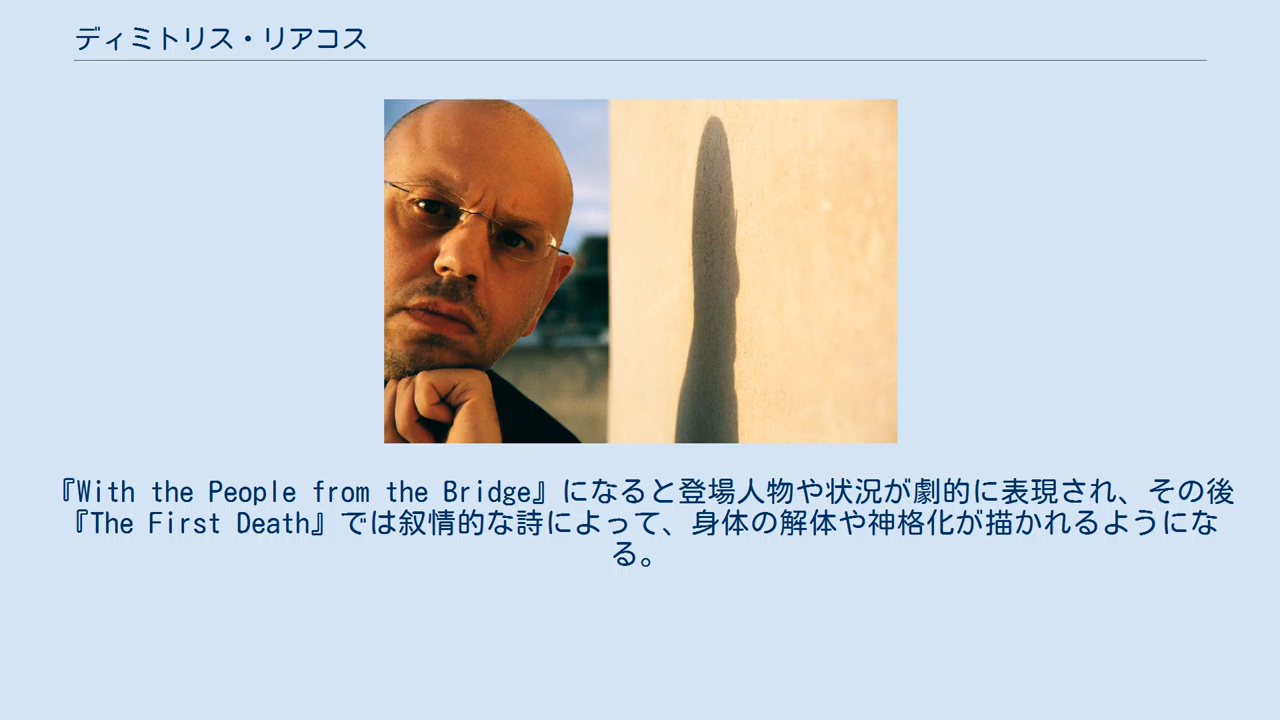 ディミトリス・リアコス
『With the People from the Bridge』になると登場人物や状況が劇的に表現され、その後
『The First Death』では叙情的な詩によって、身体の解体や神格化が描かれるようにな
る。